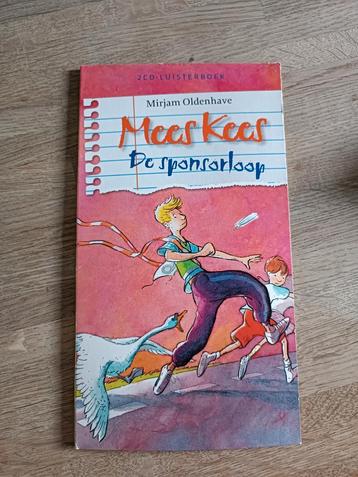 2CD-LUISTERBOEK
Mirjam Oldenhave
Mees Kees
De sponsorloop